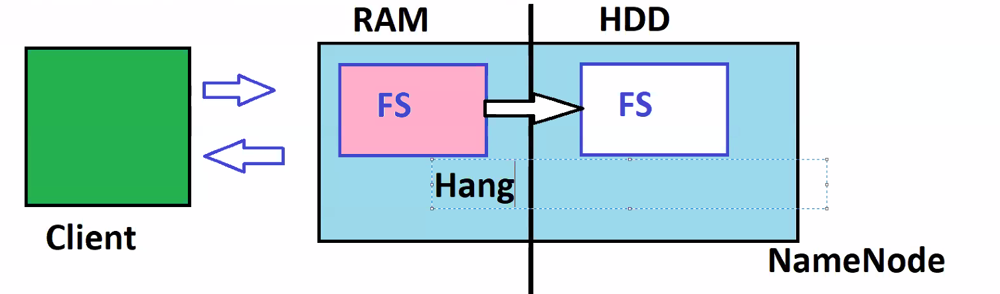 RAM
HDD
FS
FS
Hang
Client
NameNode